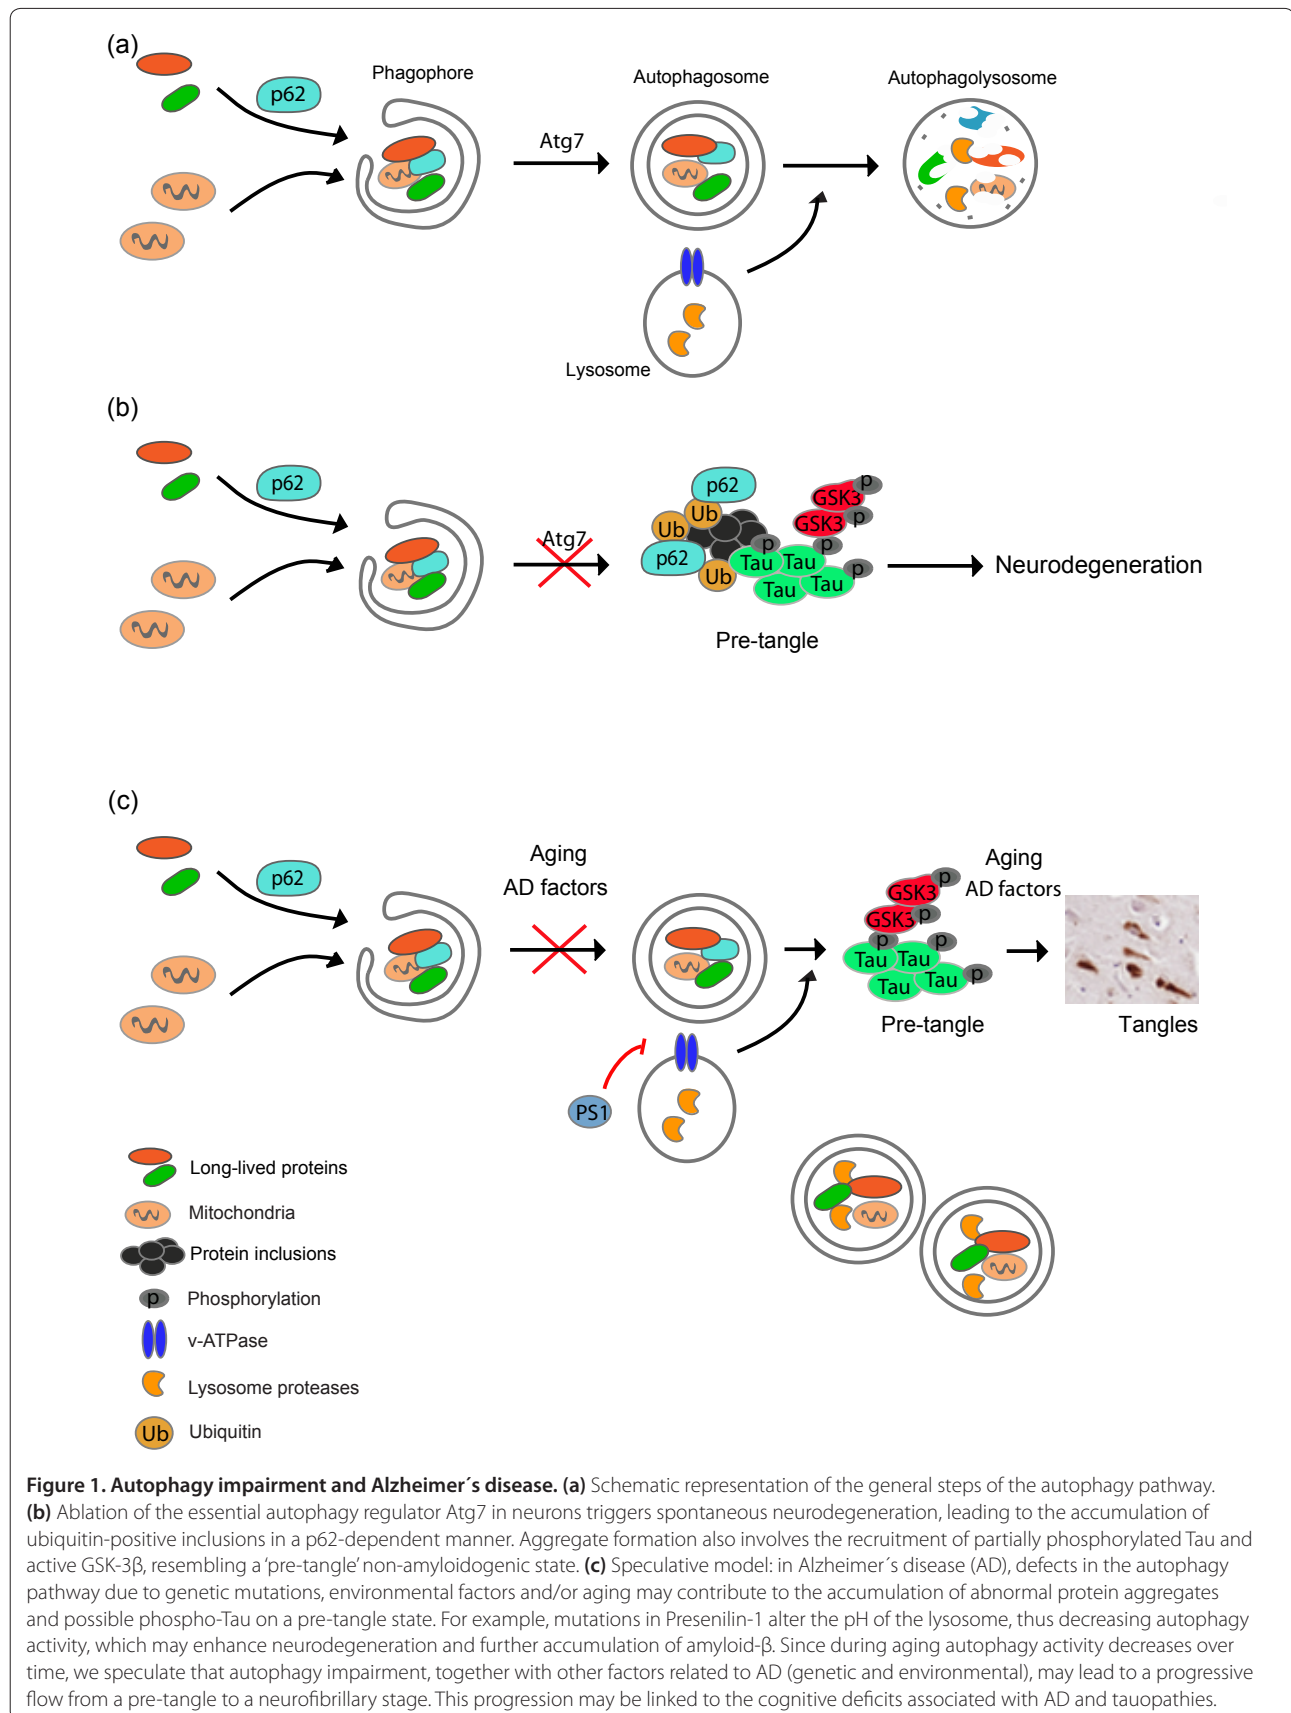 (a)
Phagophore
Autophagosome
Autophagolysosome
p62
Atg7
Lysosome
(b)
p62
Atg7
p62
Ub
Ub
p62
Ub
GSK3
p
GSK3
p
p
p
p
Tau
Tau
Tau
Tau
Neurodegeneration
Pre-tangle
(c)
p62
Aging
AD factors
Aging
AD factors
GSK3
p
GSK3
p
p
p
p
Tau
Tau
Tau
Tau
Pre-tangle
Tangles
PS1
Long-lived proteins
Mitochondria
Protein inclusions
p
Phosphorylation
v-ATPase
Lysosome proteases
Ub
Ubiquitin
Figure 1. Autophagy impairment and Alzheimer´s disease. (a) Schematic representation of the general steps of the autophagy pathway.
(b) Ablation of the essential autophagy regulator Atg7 in neurons triggers spontaneous neurodegeneration, leading to the accumulation of
ubiquitin-positive inclusions in a p62-dependent manner. Aggregate formation also involves the recruitment of partially phosphorylated Tau and
active GSK-3β, resembling a ‘pre-tangle’ non-amyloidogenic state. (c) Speculative model: in Alzheimer´s disease (AD), defects in the autophagy
pathway due to genetic mutations, environmental factors and/or aging may contribute to the accumulation of abnormal protein aggregates
and possible phospho-Tau on a pre-tangle state. For example, mutations in Presenilin-1 alter the pH of the lysosome, thus decreasing autophagy
activity, which may enhance neurodegeneration and further accumulation of amyloid-β. Since during aging autophagy activity decreases over
time, we speculate that autophagy impairment, together with other factors related to AD (genetic and environmental), may lead to a progressive
flow from a pre-tangle to a neurofibrillary stage. This progression may be linked to the cognitive deficits associated with AD and tauopathies.